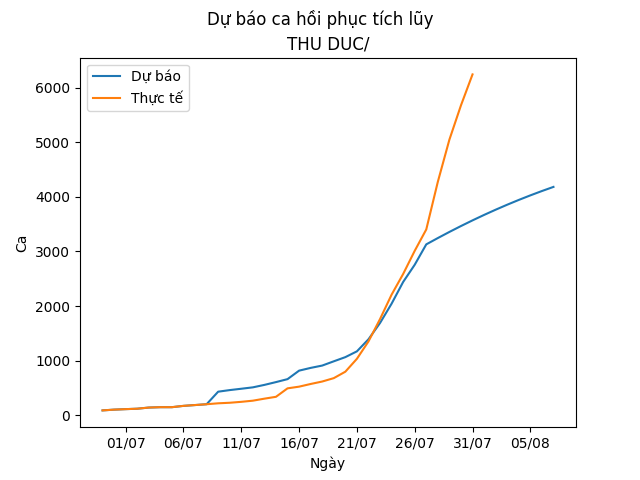 Dự báo ca hồi phục tích lũy
THU DUC/
Dự báo
Thực tế
6000
5000
4000
3000
2000
1000
0
Ca
01/07 06/07 11/07 16/07 21/07 26/07 31/07 05/08
Ngày